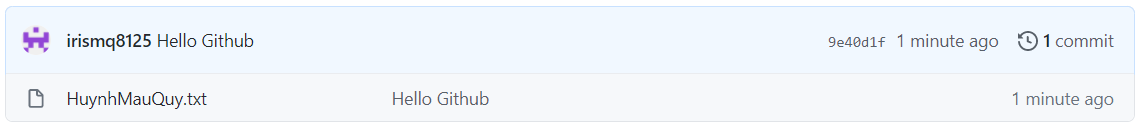 irismq8125 Hello Github 9e40d1f 1 minute ago 1 commit
HuynhMauQuy.txt Hello Github 1 minute ago